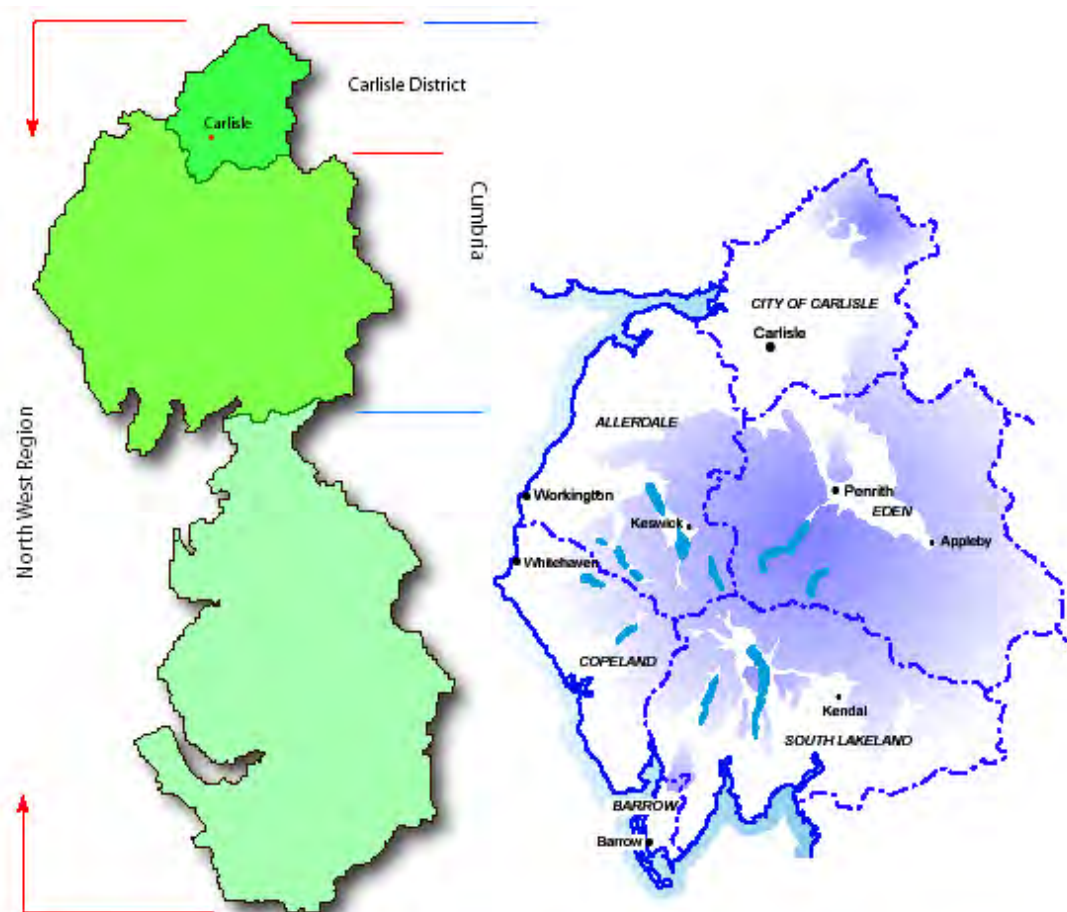 Carlisle District
Carlisle
Cumbria
North West Region
CITY OF CARLISLE
Carlisle
ALLERDALE
Workington
Penrith
EDEN
Keswick
Appleby
Whitehaven
COPELAND
Kendal
SOUTH LAKELAND
BARROW
Barrow